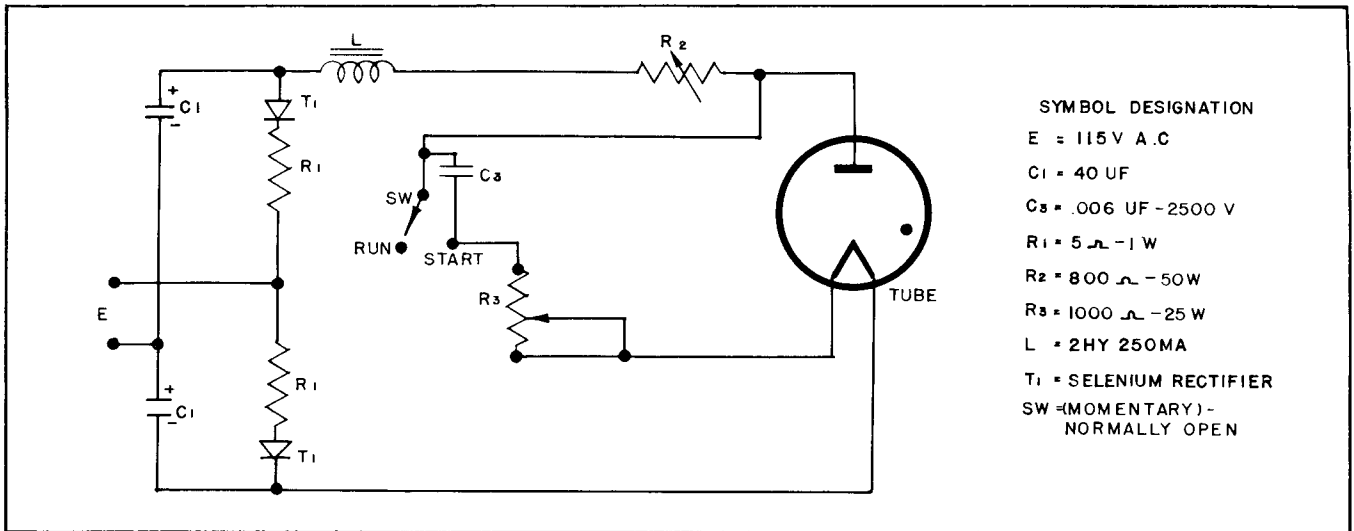 L
R2
+
C1
-
T1
R1
C3
SW
RUN
START
R3
TUBE
E
R1
+
C1
-
T1
SYMBOL DESIGNATION
E = 115V A.C
C1 = 40 UF
C3 = .006 UF - 2500 V
R1 = 5 Ω - 1 W
R2 = 800 Ω - 50 W
R3 = 1000 Ω - 25 W
L = 2HY 250MA
T1 = SELENIUM RECTIFIER
SW =(MOMENTARY) -
NORMALLY OPEN